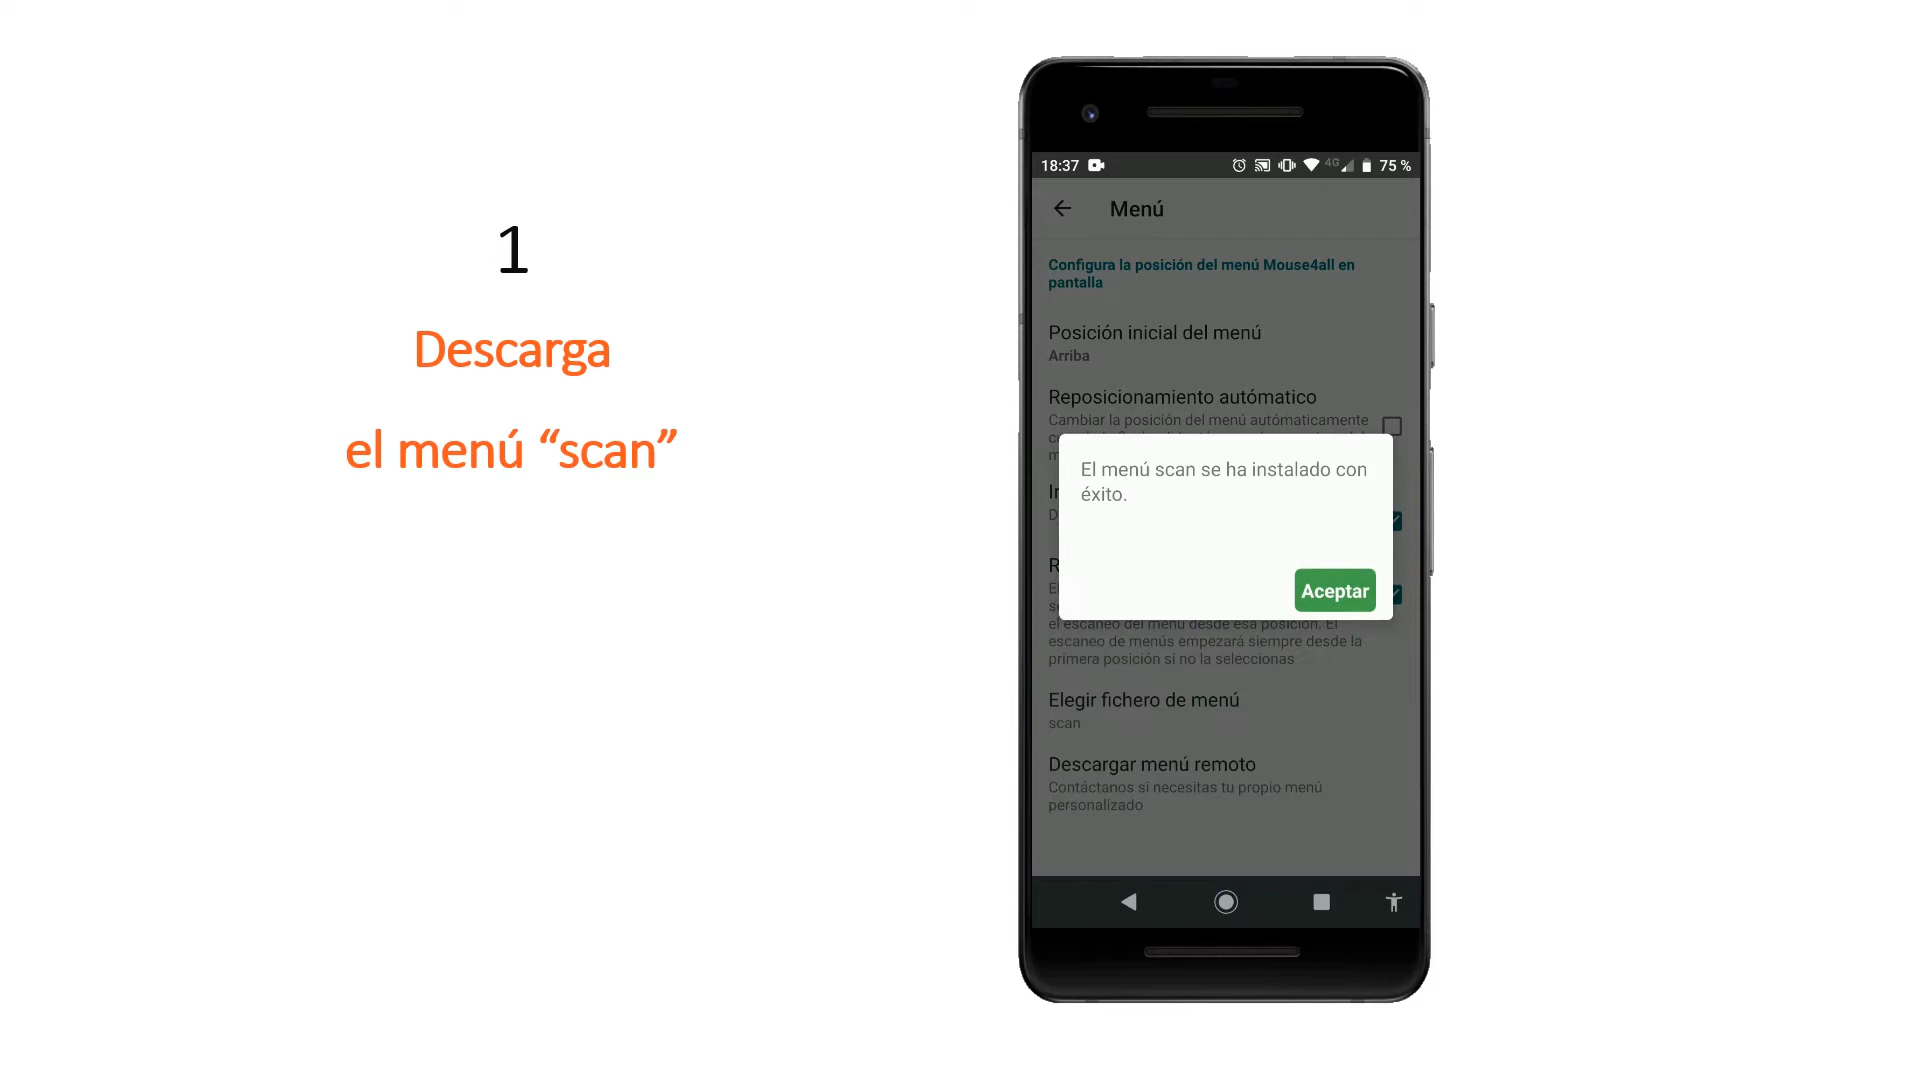 1
Descarga
el menú “scan”
18:37
4G
75 %
Menú
Configura la posición del menú Mouse4all en
pantalla
Posición inicial del menú
Arriba
Reposicionamiento autómatico
Cambiar la posición del menú autómaticamente
El menú scan se ha instalado con
éxito.
Aceptar
el escaneo del menú desde esa posición. El
escaneo de menús empezará siempre desde la
primera posición si no la seleccionas
Elegir fichero de menú
scan
Descargar menú remoto
Contáctanos si necesitas tu propio menú
personalizado